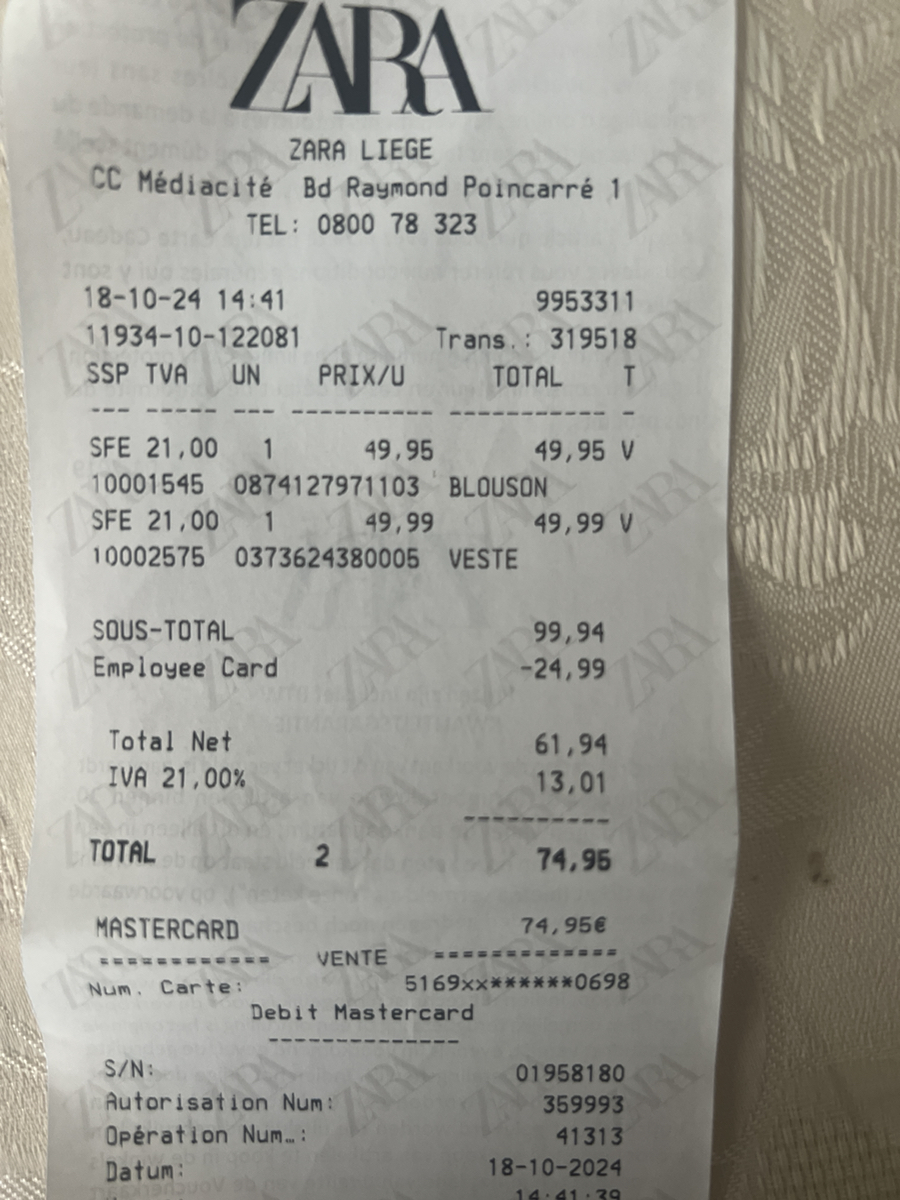 ZARA
ZARA LIEGE
CC Médiacité Bd Raymond Poincarré 1
TEL: 0800 78 323
18-10-24 14:41 9953311
11934-10-122081 Trans.: 319518
SSP TVA UN PRIX/U TOTAL T
--- ----- --- ---------- ----------- -
SFE 21,00 1 49,95 49,95 V
10001545 0874127971103 BLOUSON
SFE 21,00 1 49,99 49,99 V
10002575 0373624380005 VESTE
SOUS-TOTAL 99,94
Employee Card -24,99
Total Net 61,94
IVA 21,00% 13,01
----------
TOTAL 2 74,95
MASTERCARD 74,95€
============ VENTE =============
Num. Carte: 5169xx******0698
Debit Mastercard
--------------
S/N: 01958180
Autorisation Num: 359993
Opération Num…: 41313
Datum: 18-10-2024
14:41:39